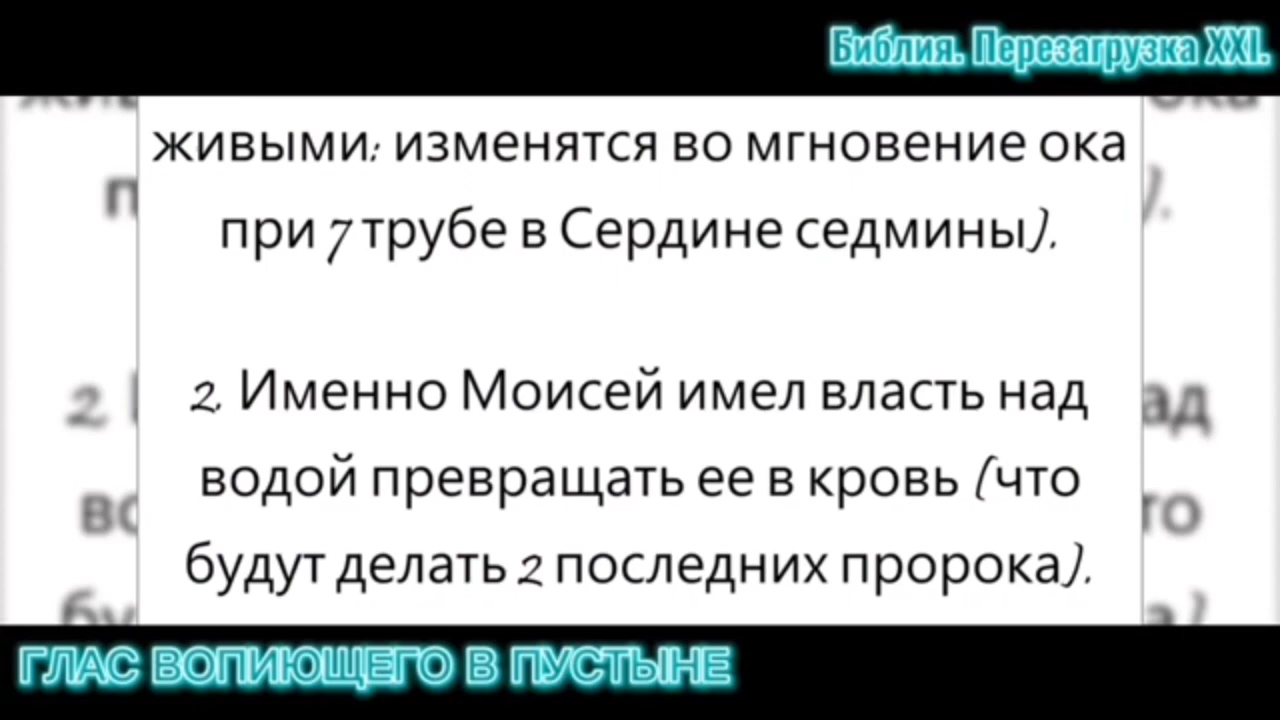 Библия. Перезагрузка XXI.
живыми: изменятся во мгновение ока
при 7 трубе в Сердине седмины).
2. Именно Моисей имел власть над
водой превращать ее в кровь (что
будут делать 2 последних пророка).
ГЛАС ВОПИЮЩЕГО В ПУСТЫНЕ